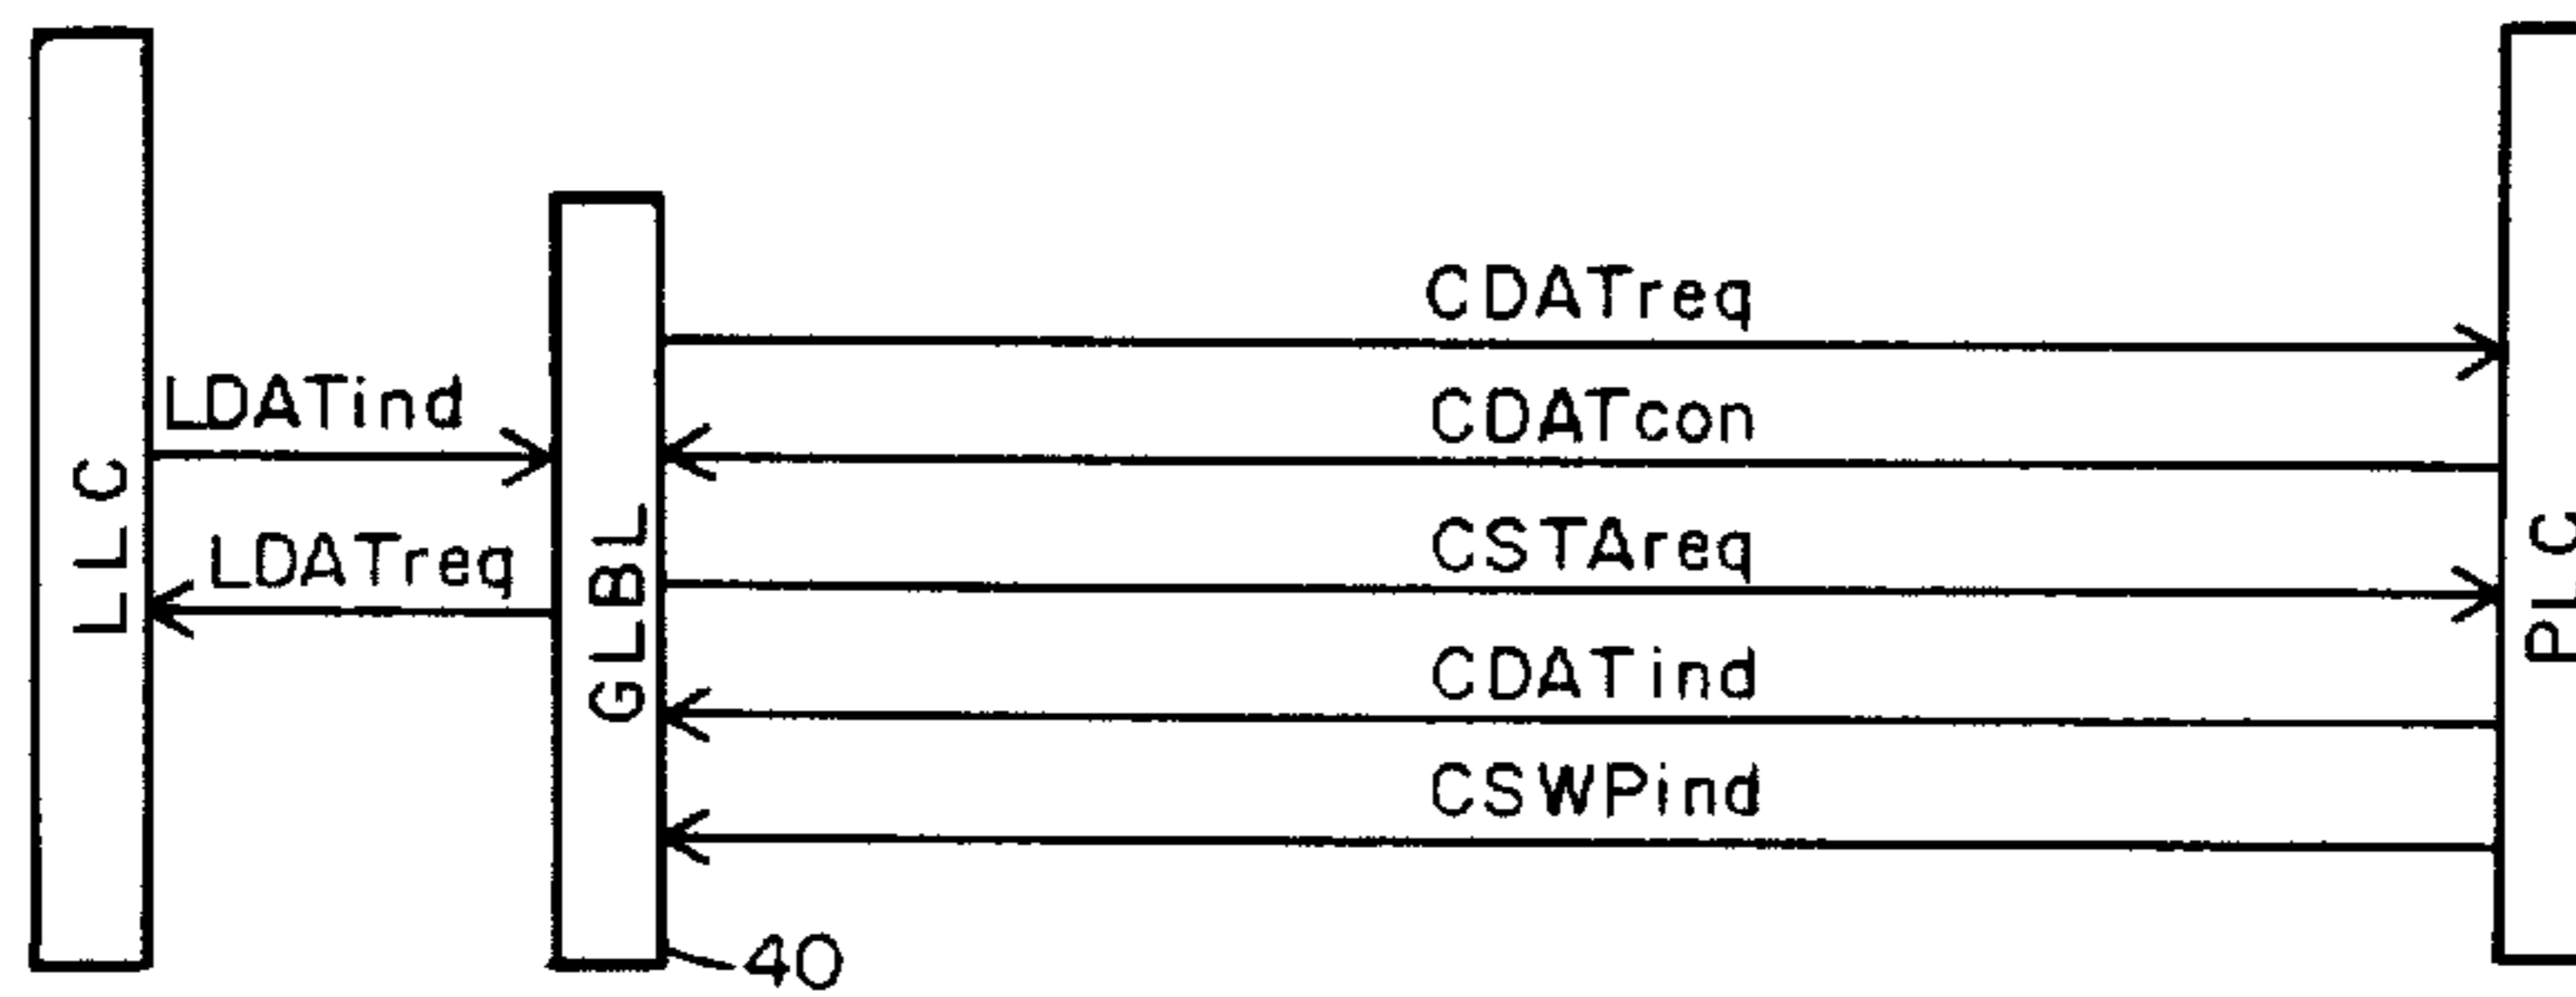 LLC
LDATind
LDATreq
GLBL
CDATreq
CDATcon
CSTAreq
CDATind
CSWPind
PLC
40